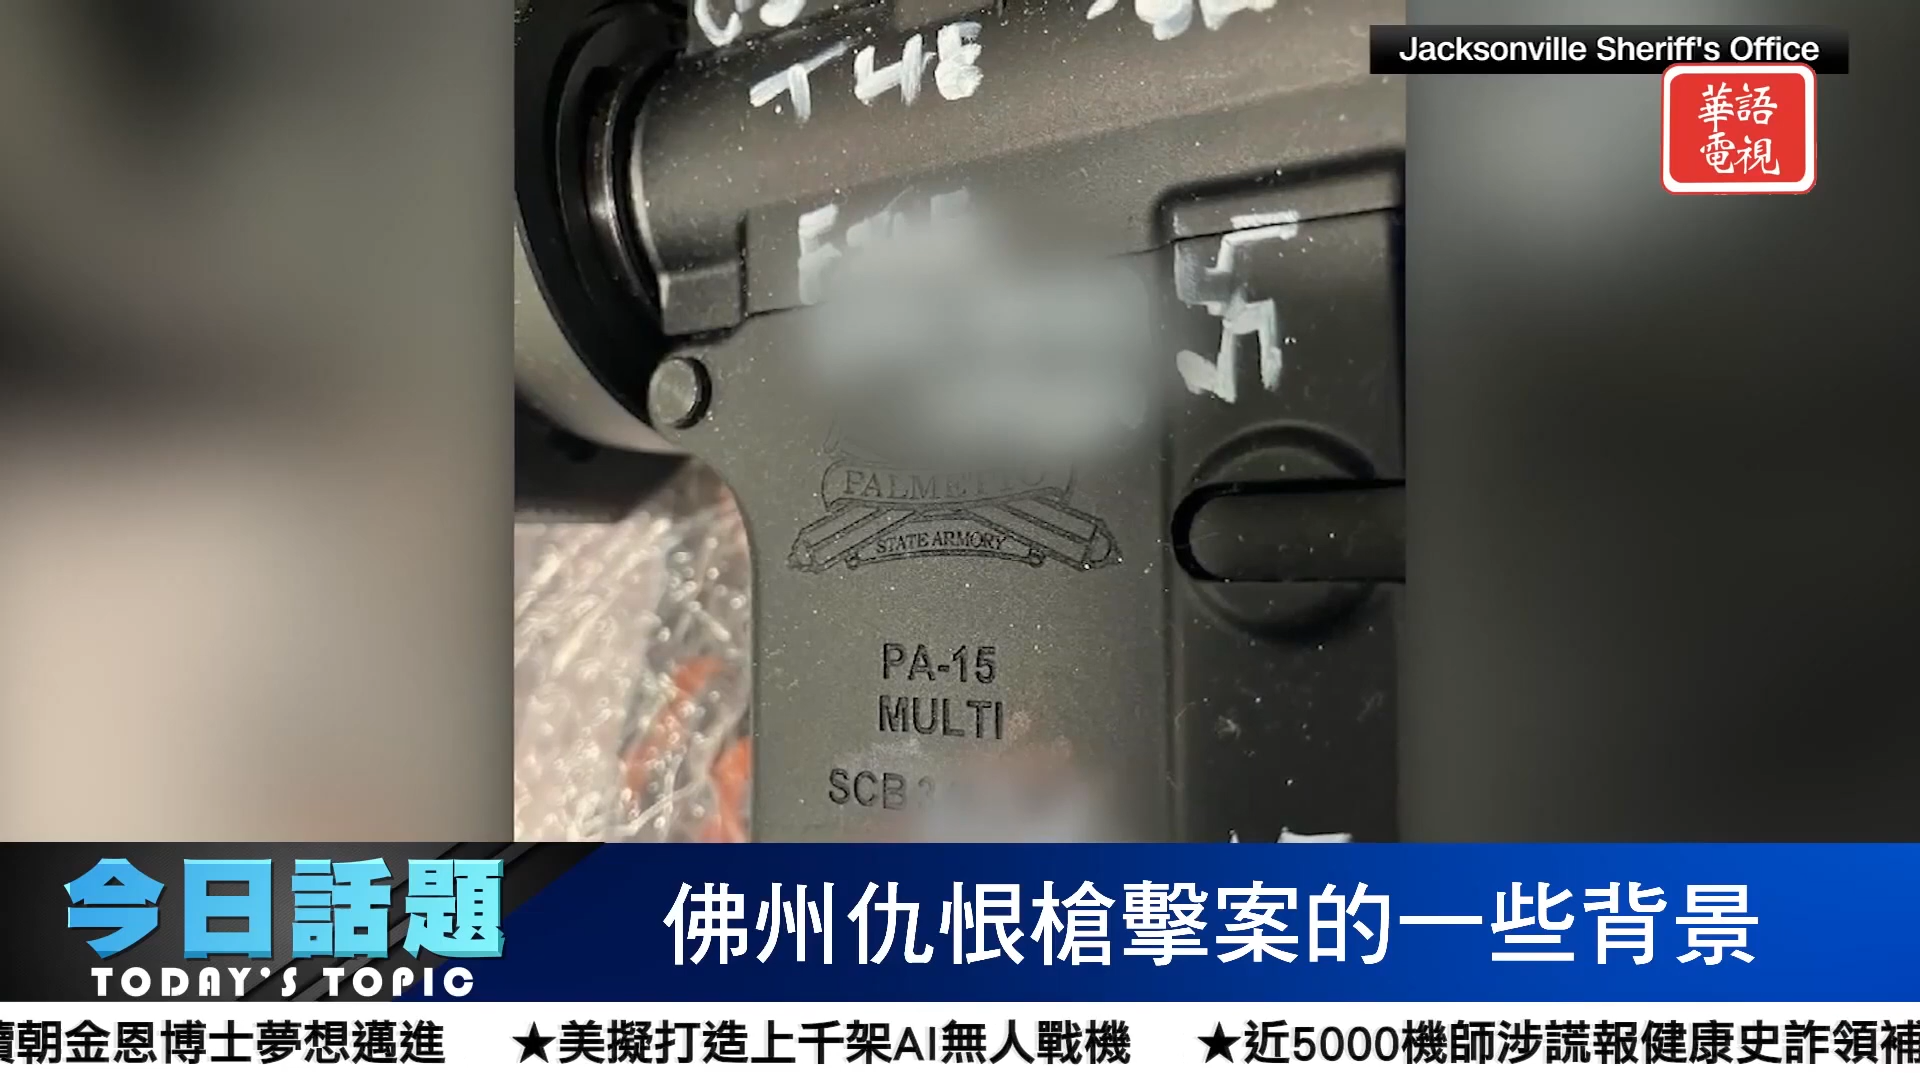 Jacksonville Sheriff's Office
華語
電視
THE
PALMETTO
STATE ARMORY
PA-15
MULTI
SCB
今日話題
TODAY'S TOPIC
佛州仇恨槍擊案的一些背景
朝金恩博士夢想邁進 ★美擬打造上千架AI無人戰機 ★近5000機師涉謊報健康史詐領補